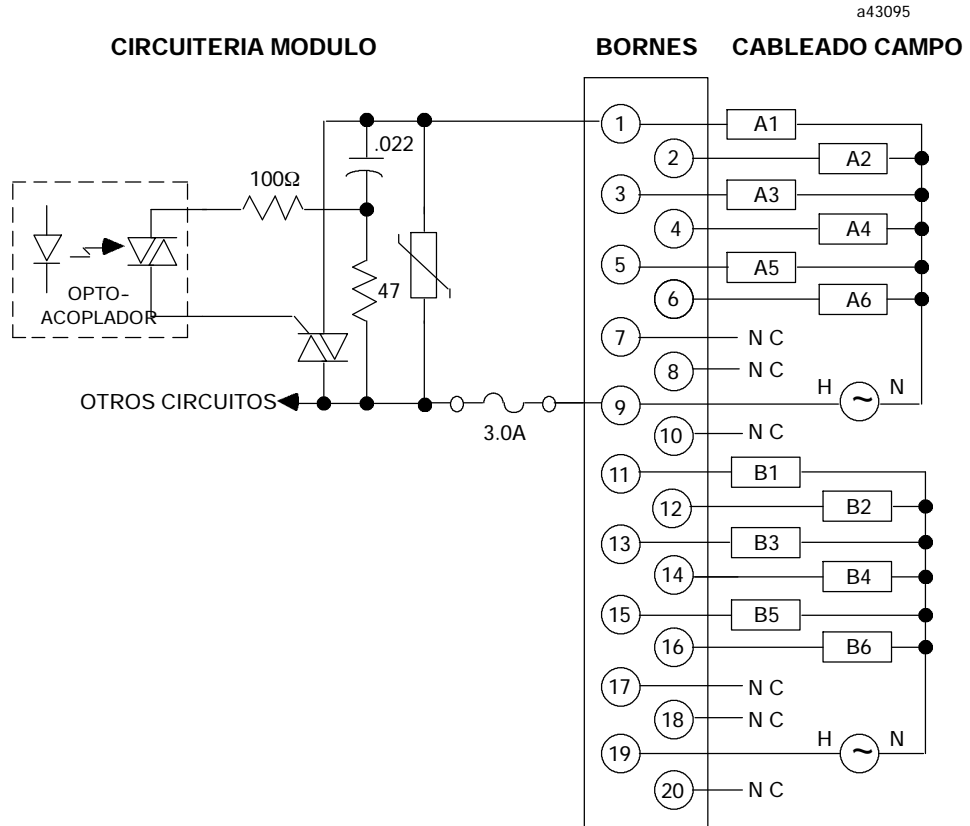 a43095
CIRCUITERIA MODULO BORNES CABLEADO CAMPO
1 A1
.022
2 A2
100Ω
3 A3
4 A4
5 A5
47
6 A6
OPTO-
ACOPLADOR
7 N C
8 N C
H ~ N
OTROS CIRCUITOS 9
3.0A
10 N C
11 B1
12 B2
13 B3
14 B4
15 B5
16 B6
17 N C
18 N C
H ~ N
19
20 N C